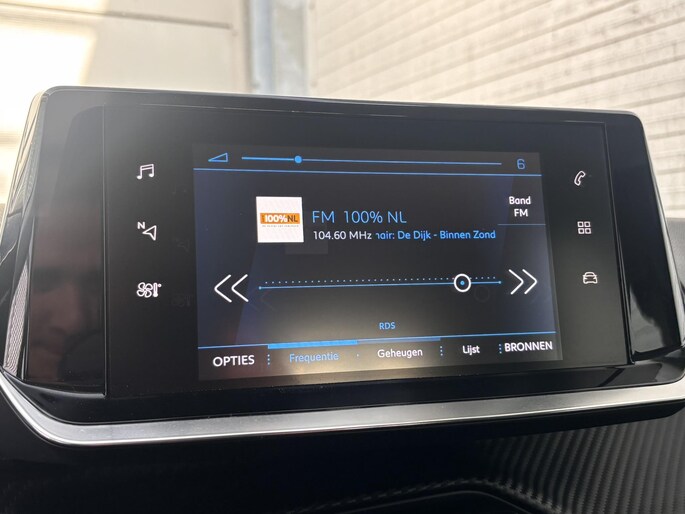 6
N
100%NL
FM 100% NL
Band
FM
104.60 MHz nair: De Dijk - Binnen Zond
RDS
OPTIES
Frequentie
Geheugen
Lijst
BRONNEN